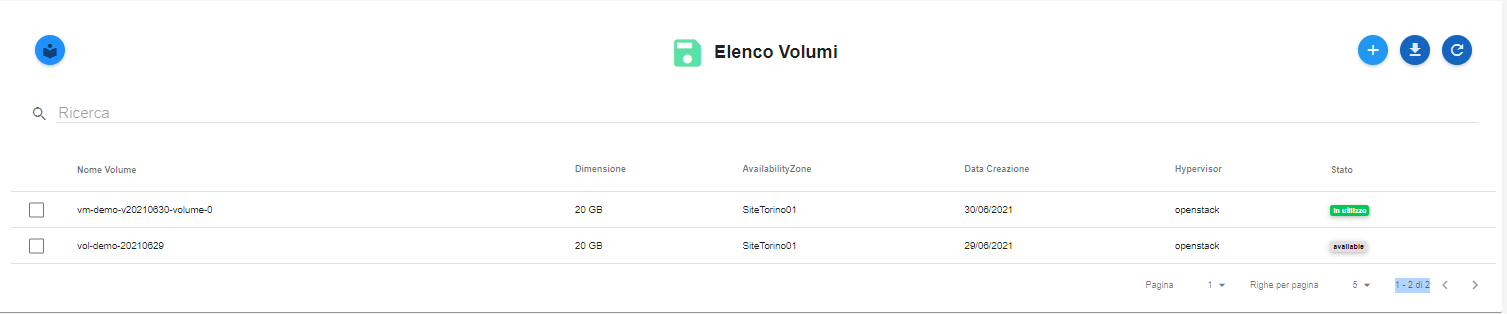 Elenco Volumi
Ricerca
Nome Volume Dimensione AvailabilityZone Data Creazione Hypervisor Stato
vm-demo-v20210630-volume-0 20 GB SiteTorino01 30/06/2021 openstack In utilizzo
vol-demo-20210629 20 GB SiteTorino01 29/06/2021 openstack available
Pagina 1 Righe per pagina 5 1 - 2 di 2